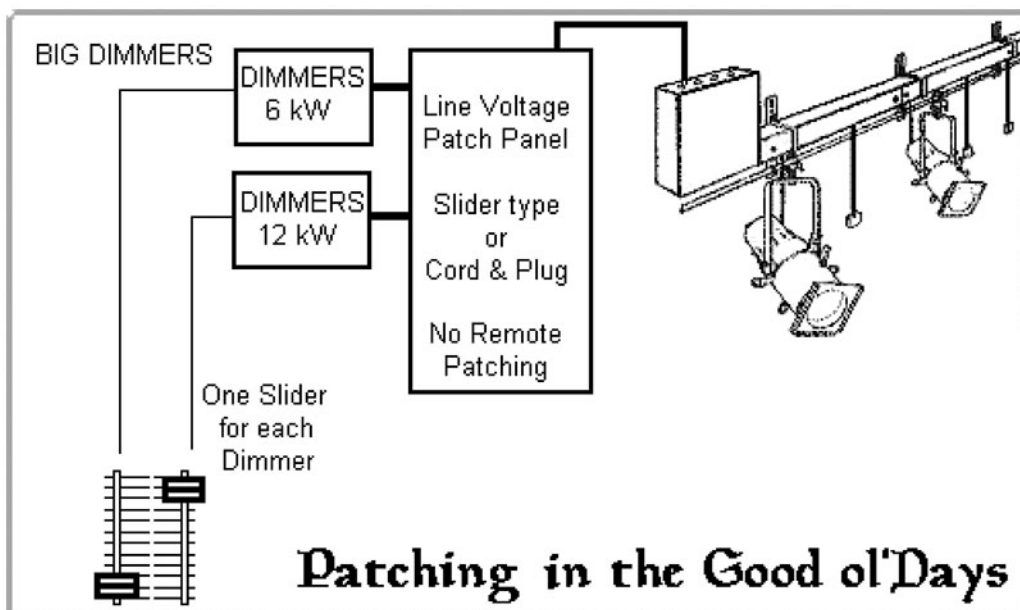 BIG DIMMERS
DIMMERS
6 kW
DIMMERS
12 kW
Line Voltage
Patch Panel
Slider type
or
Cord & Plug
No Remote
Patching
One Slider
for each
Dimmer
Patching in the Good ol'Days